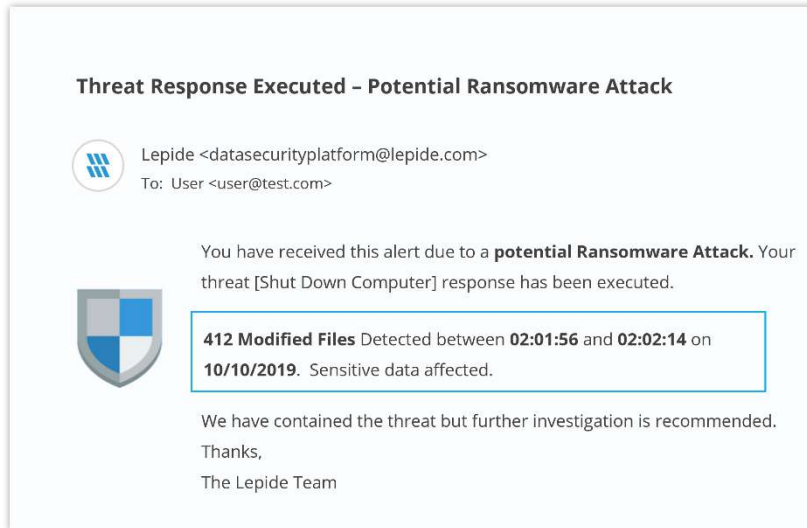 Threat Response Executed – Potential Ransomware Attack
Lepide <datasecurityplatform@lepide.com>
To: User <user@test.com>
You have received this alert due to a potential Ransomware Attack. Your
threat [Shut Down Computer] response has been executed.
412 Modified Files Detected between 02:01:56 and 02:02:14 on
10/10/2019. Sensitive data affected.
We have contained the threat but further investigation is recommended.
Thanks,
The Lepide Team